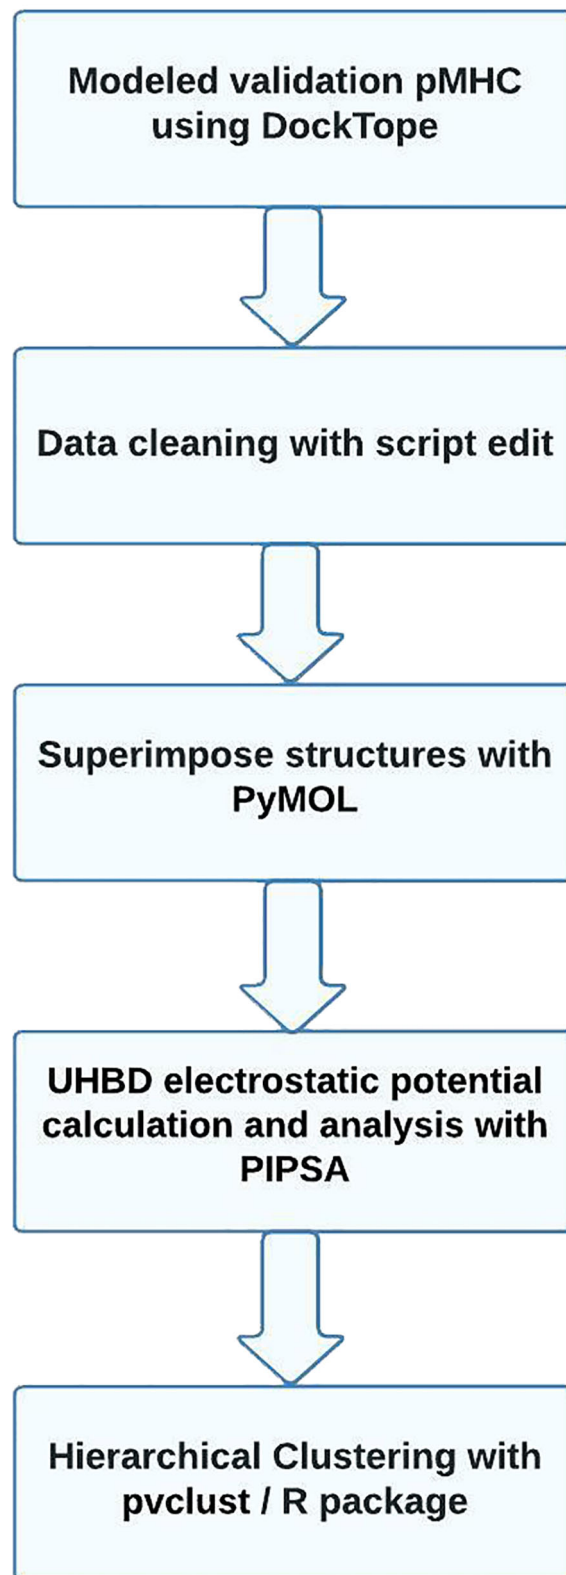 Modeled validation pMHC
using DockTope
Data cleaning with script edit
Superimpose structures with
PyMOL
UHBD electrostatic potential
calculation and analysis with
PIPSA
Hierarchical Clustering with
pvclust / R package